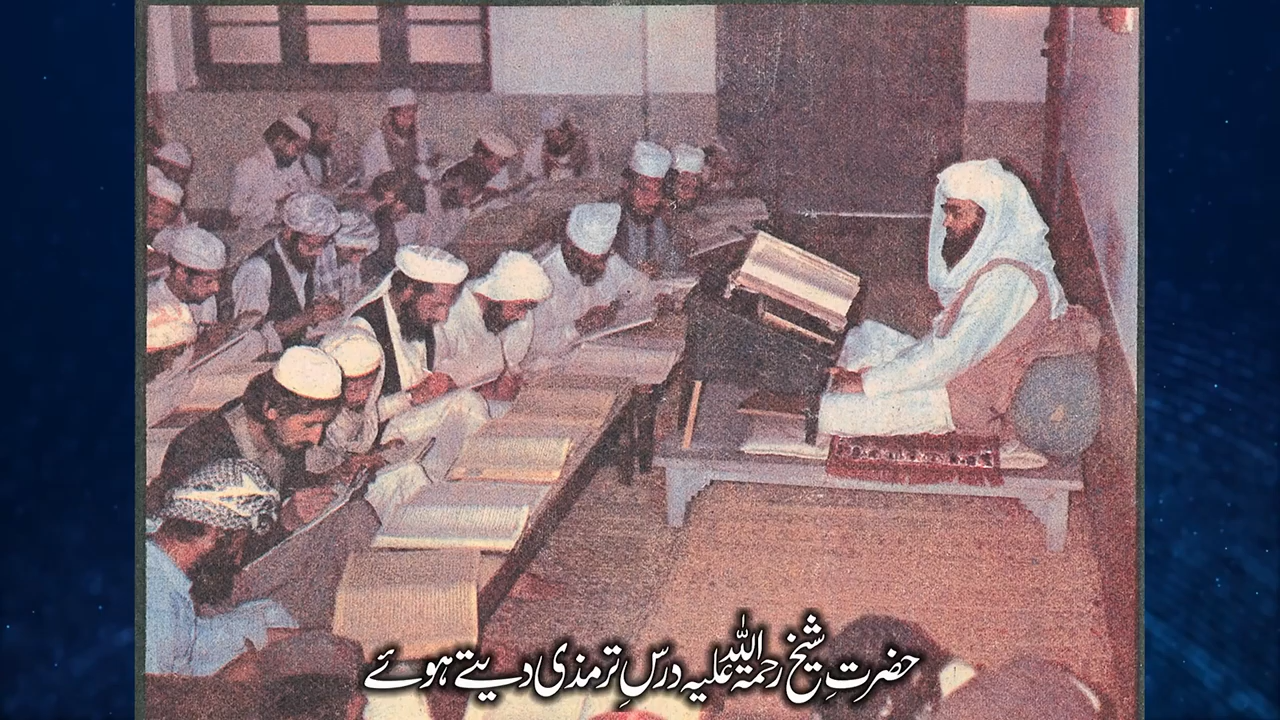 حضرتِ شیخ رحمۃ اللہ علیہ درسِ ترمذی دیتے ہوئے